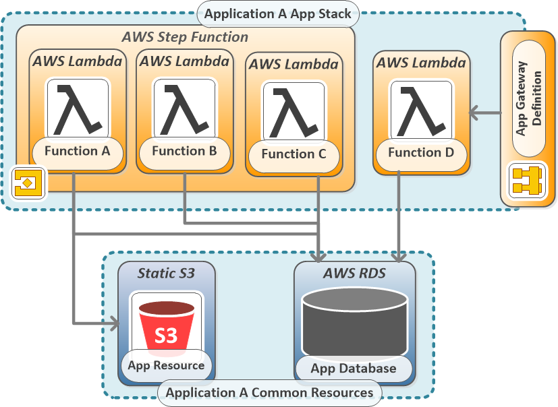 Application A App Stack
AWS Step Function
AWS Lambda
AWS Lambda
AWS Lambda
AWS Lambda
Function A
Function B
Function C
Function D
App Gateway
Definition
Static S3
AWS RDS
S3
App Resource
App Database
Application A Common Resources